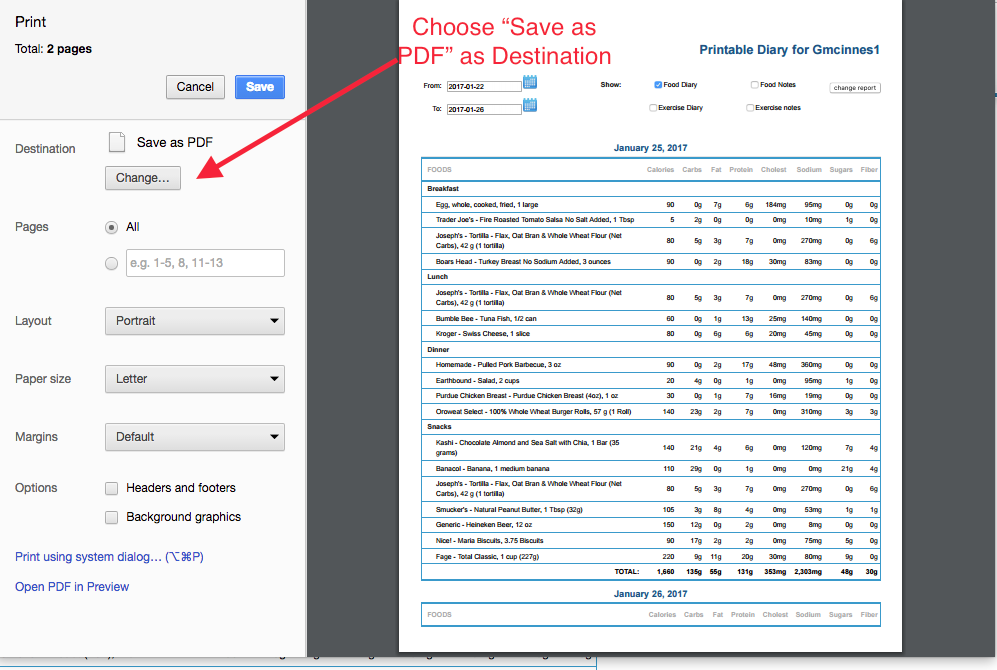 Print
Total: 2 pages
Cancel
Save
Destination
Save as PDF
Change...
Pages
All
e.g. 1-5, 8, 11-13
Layout
Portrait
Paper size
Letter
Margins
Default
Options
Headers and footers
Background graphics
Print using system dialog... (⌥⌘P)
Open PDF in Preview
Choose “Save as
PDF” as Destination
Printable Diary for Gmcinnes1
From: 2017-01-22
Show: Food Diary Food Notes change report
To: 2017-01-26
Exercise Diary Exercise notes
January 25, 2017
FOODS Calories Carbs Fat Protein Cholest Sodium Sugars Fiber
Breakfast
Egg, whole, cooked, fried, 1 large 90 0g 7g 6g 184mg 95mg 0g 0g
Trader Joe's - Fire Roasted Tomato Salsa No Salt Added, 1 Tbsp 5 2g 0g 0g 0mg 10mg 1g 0g
Joseph's - Tortilla - Flax, Oat Bran & Whole Wheat Flour (Net
Carbs), 42 g (1 tortilla) 80 5g 3g 7g 0mg 270mg 0g 6g
Boars Head - Turkey Breast No Sodium Added, 3 ounces 90 0g 2g 18g 30mg 83mg 0g 0g
Lunch
Joseph's - Tortilla - Flax, Oat Bran & Whole Wheat Flour (Net
Carbs), 42 g (1 tortilla) 80 5g 3g 7g 0mg 270mg 0g 6g
Bumble Bee - Tuna Fish, 1/2 can 60 0g 1g 13g 25mg 140mg 0g 0g
Kroger - Swiss Cheese, 1 slice 80 0g 6g 6g 20mg 45mg 0g 0g
Dinner
Homemade - Pulled Pork Barbecue, 3 oz 90 0g 2g 17g 48mg 360mg 0g 0g
Earthbound - Salad, 2 cups 20 4g 0g 1g 0mg 95mg 1g 0g
Purdue Chicken Breast - Purdue Chicken Breast (4oz), 1 oz 30 0g 1g 7g 16mg 19mg 0g 0g
Oroweat Select - 100% Whole Wheat Burger Rolls, 57 g (1 Roll) 140 23g 2g 7g 0mg 310mg 3g 3g
Snacks
Kashi - Chocolate Almond and Sea Salt with Chia, 1 Bar (35
grams) 140 21g 4g 6g 0mg 120mg 7g 4g
Banacol - Banana, 1 medium banana 110 29g 0g 1g 0mg 0mg 21g 4g
Joseph's - Tortilla - Flax, Oat Bran & Whole Wheat Flour (Net
Carbs), 42 g (1 tortilla) 80 5g 3g 7g 0mg 270mg 0g 6g
Smucker's - Natural Peanut Butter, 1 Tbsp (32g) 105 3g 8g 4g 0mg 53mg 1g 1g
Generic - Heineken Beer, 12 oz 150 12g 0g 2g 0mg 8mg 0g 0g
Nice! - Maria Biscuits, 3.75 Biscuits 90 17g 2g 2g 0mg 75mg 5g 0g
Fage - Total Classic, 1 cup (227g) 220 9g 11g 20g 30mg 80mg 9g 0g
TOTAL: 1,660 135g 55g 131g 353mg 2,303mg 48g 30g
January 26, 2017
FOODS Calories Carbs Fat Protein Cholest Sodium Sugars Fiber